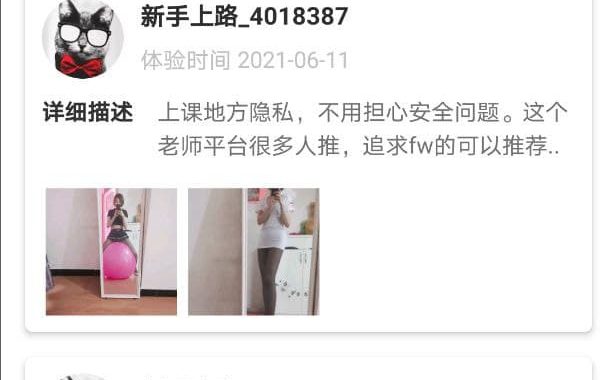 新手上路_4018387
体验时间 2021-06-11
详细描述 上课地方隐私，不用担心安全问题。这个
老师平台很多人推，追求fw的可以推荐..